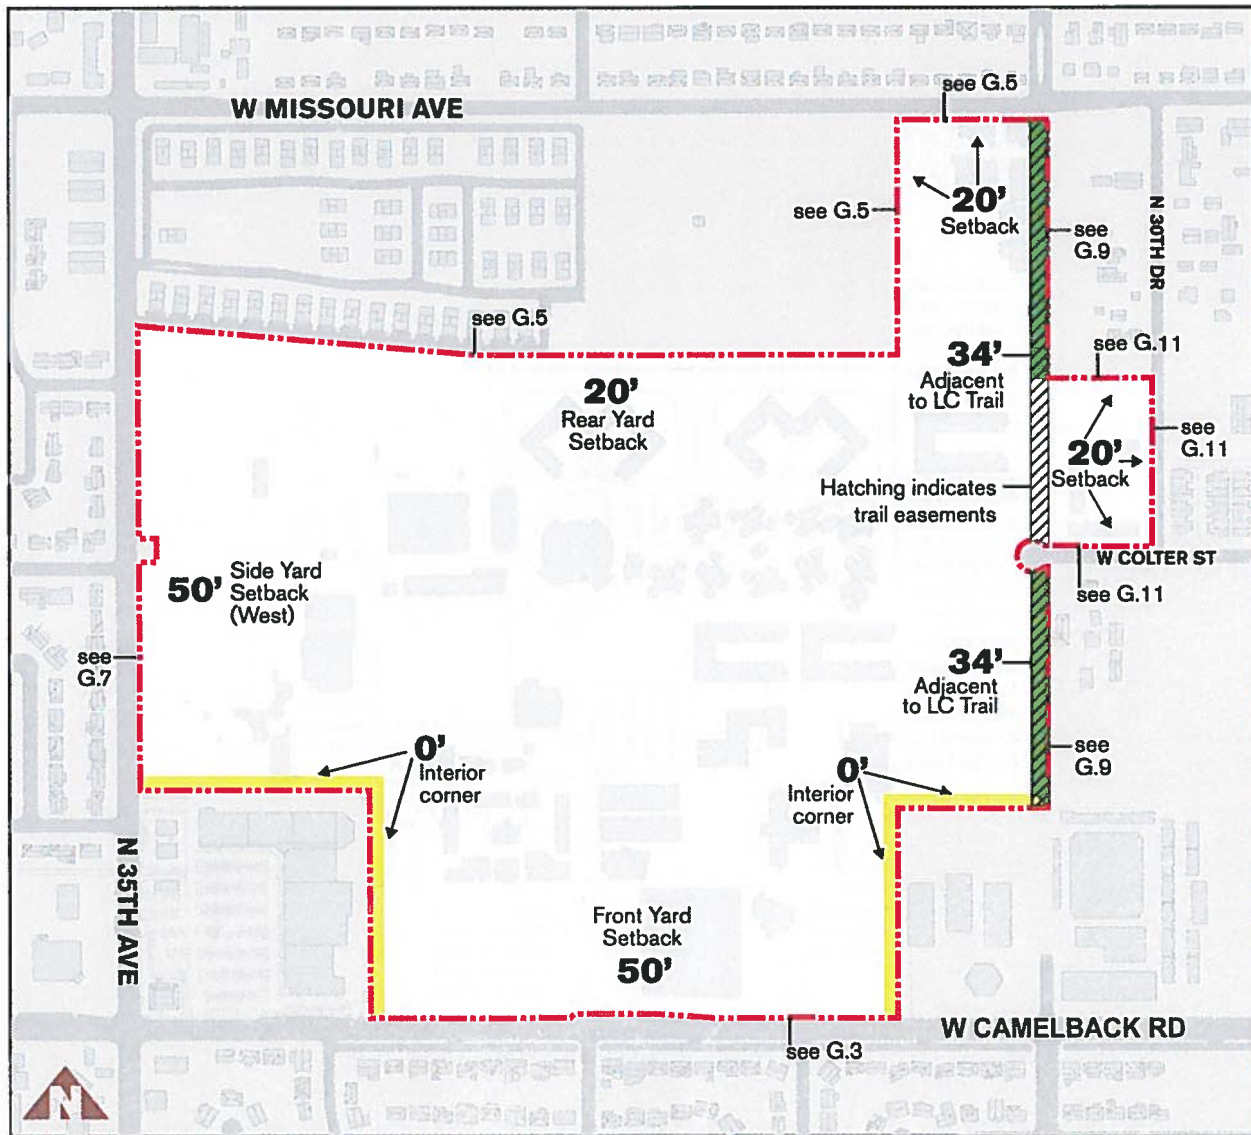 see G.5
W MISSOURI AVE
see G.5
20'
Setback
N 30TH DR
see
G.9
see G.5
34'
Adjacent
to LC Trail
see G.11
20'
Rear Yard
Setback
see
G.11
20'
Setback
Hatching indicates
trail easements
W COLTER ST
see G.11
50'
Side Yard
Setback
(West)
see
G.7
34'
Adjacent
to LC Trail
see
G.9
0'
Interior
corner
0'
Interior
corner
N 35TH AVE
Front Yard
Setback
50'
W CAMELBACK RD
see G.3
N